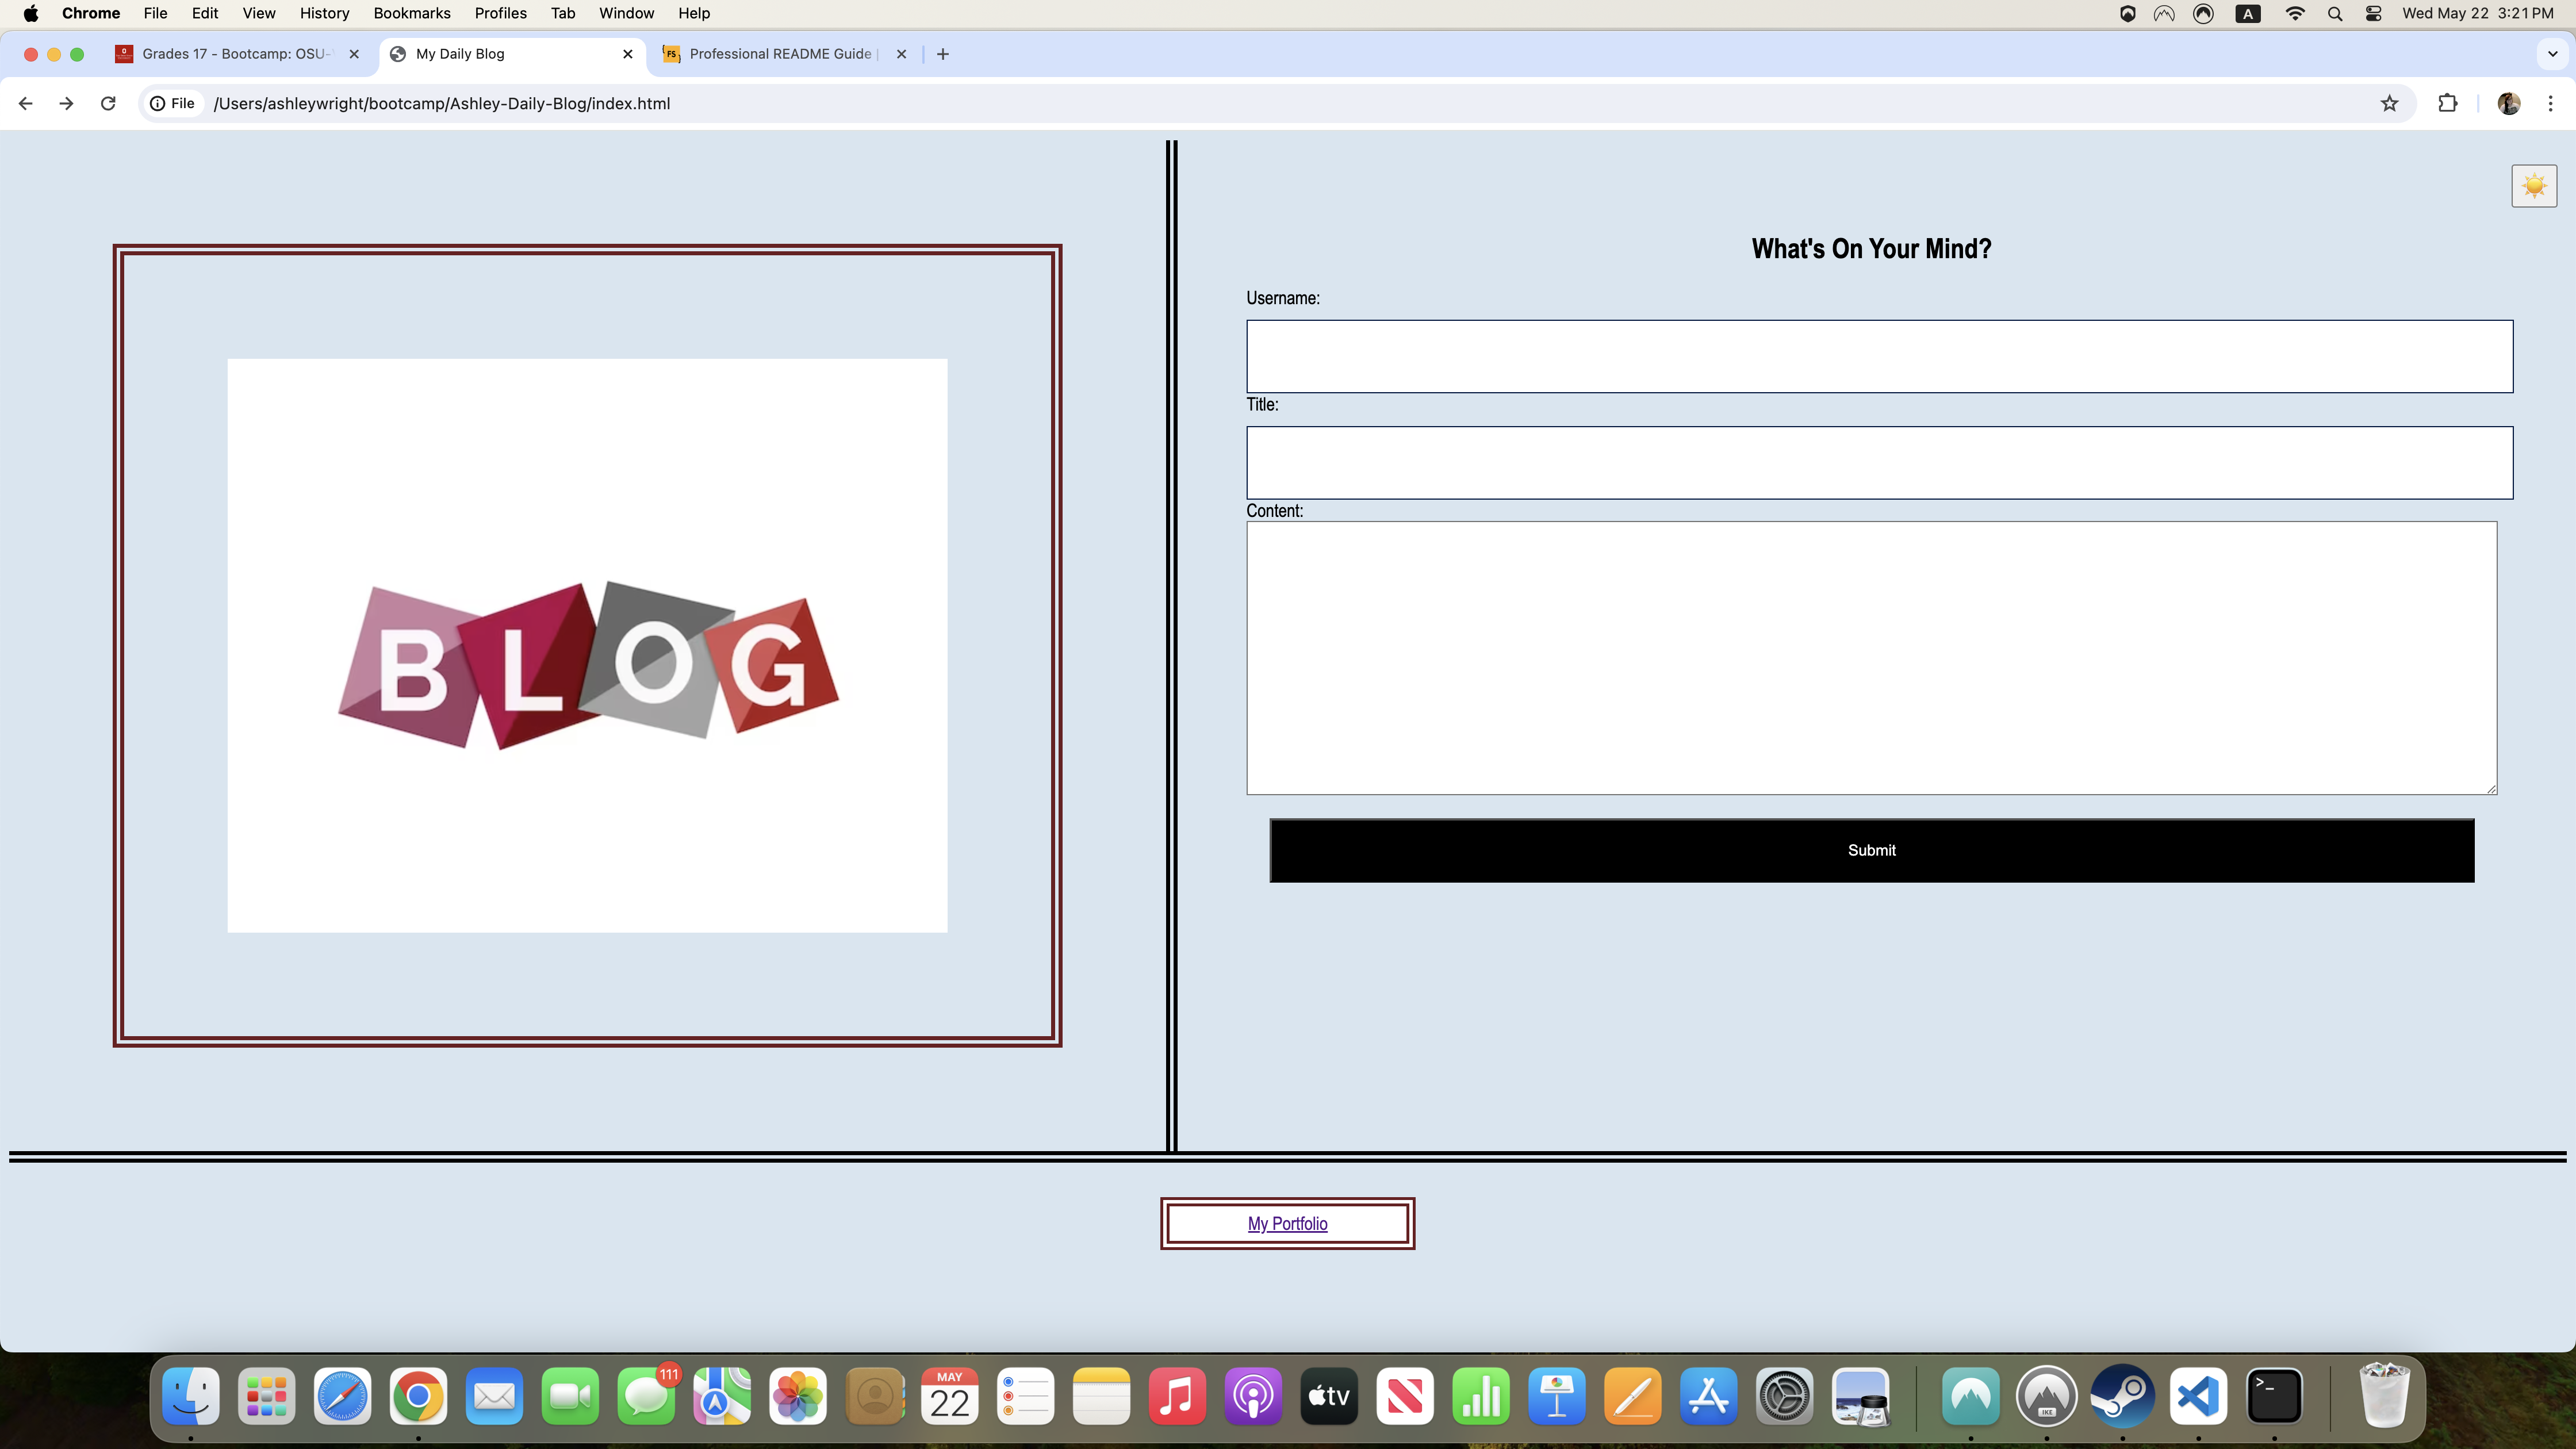 Chrome File Edit View History Bookmarks Profiles Tab Window Help A Wed May 22 3:21 PM
Grades 17 - Bootcamp: OSU- My Daily Blog FS Professional README Guide
File /Users/ashleywright/bootcamp/Ashley-Daily-Blog/index.html
What's On Your Mind?
Username:
Title:
Content:
BLOG
Submit
My Portfolio
111
MAY
22
tv
IKE
>_